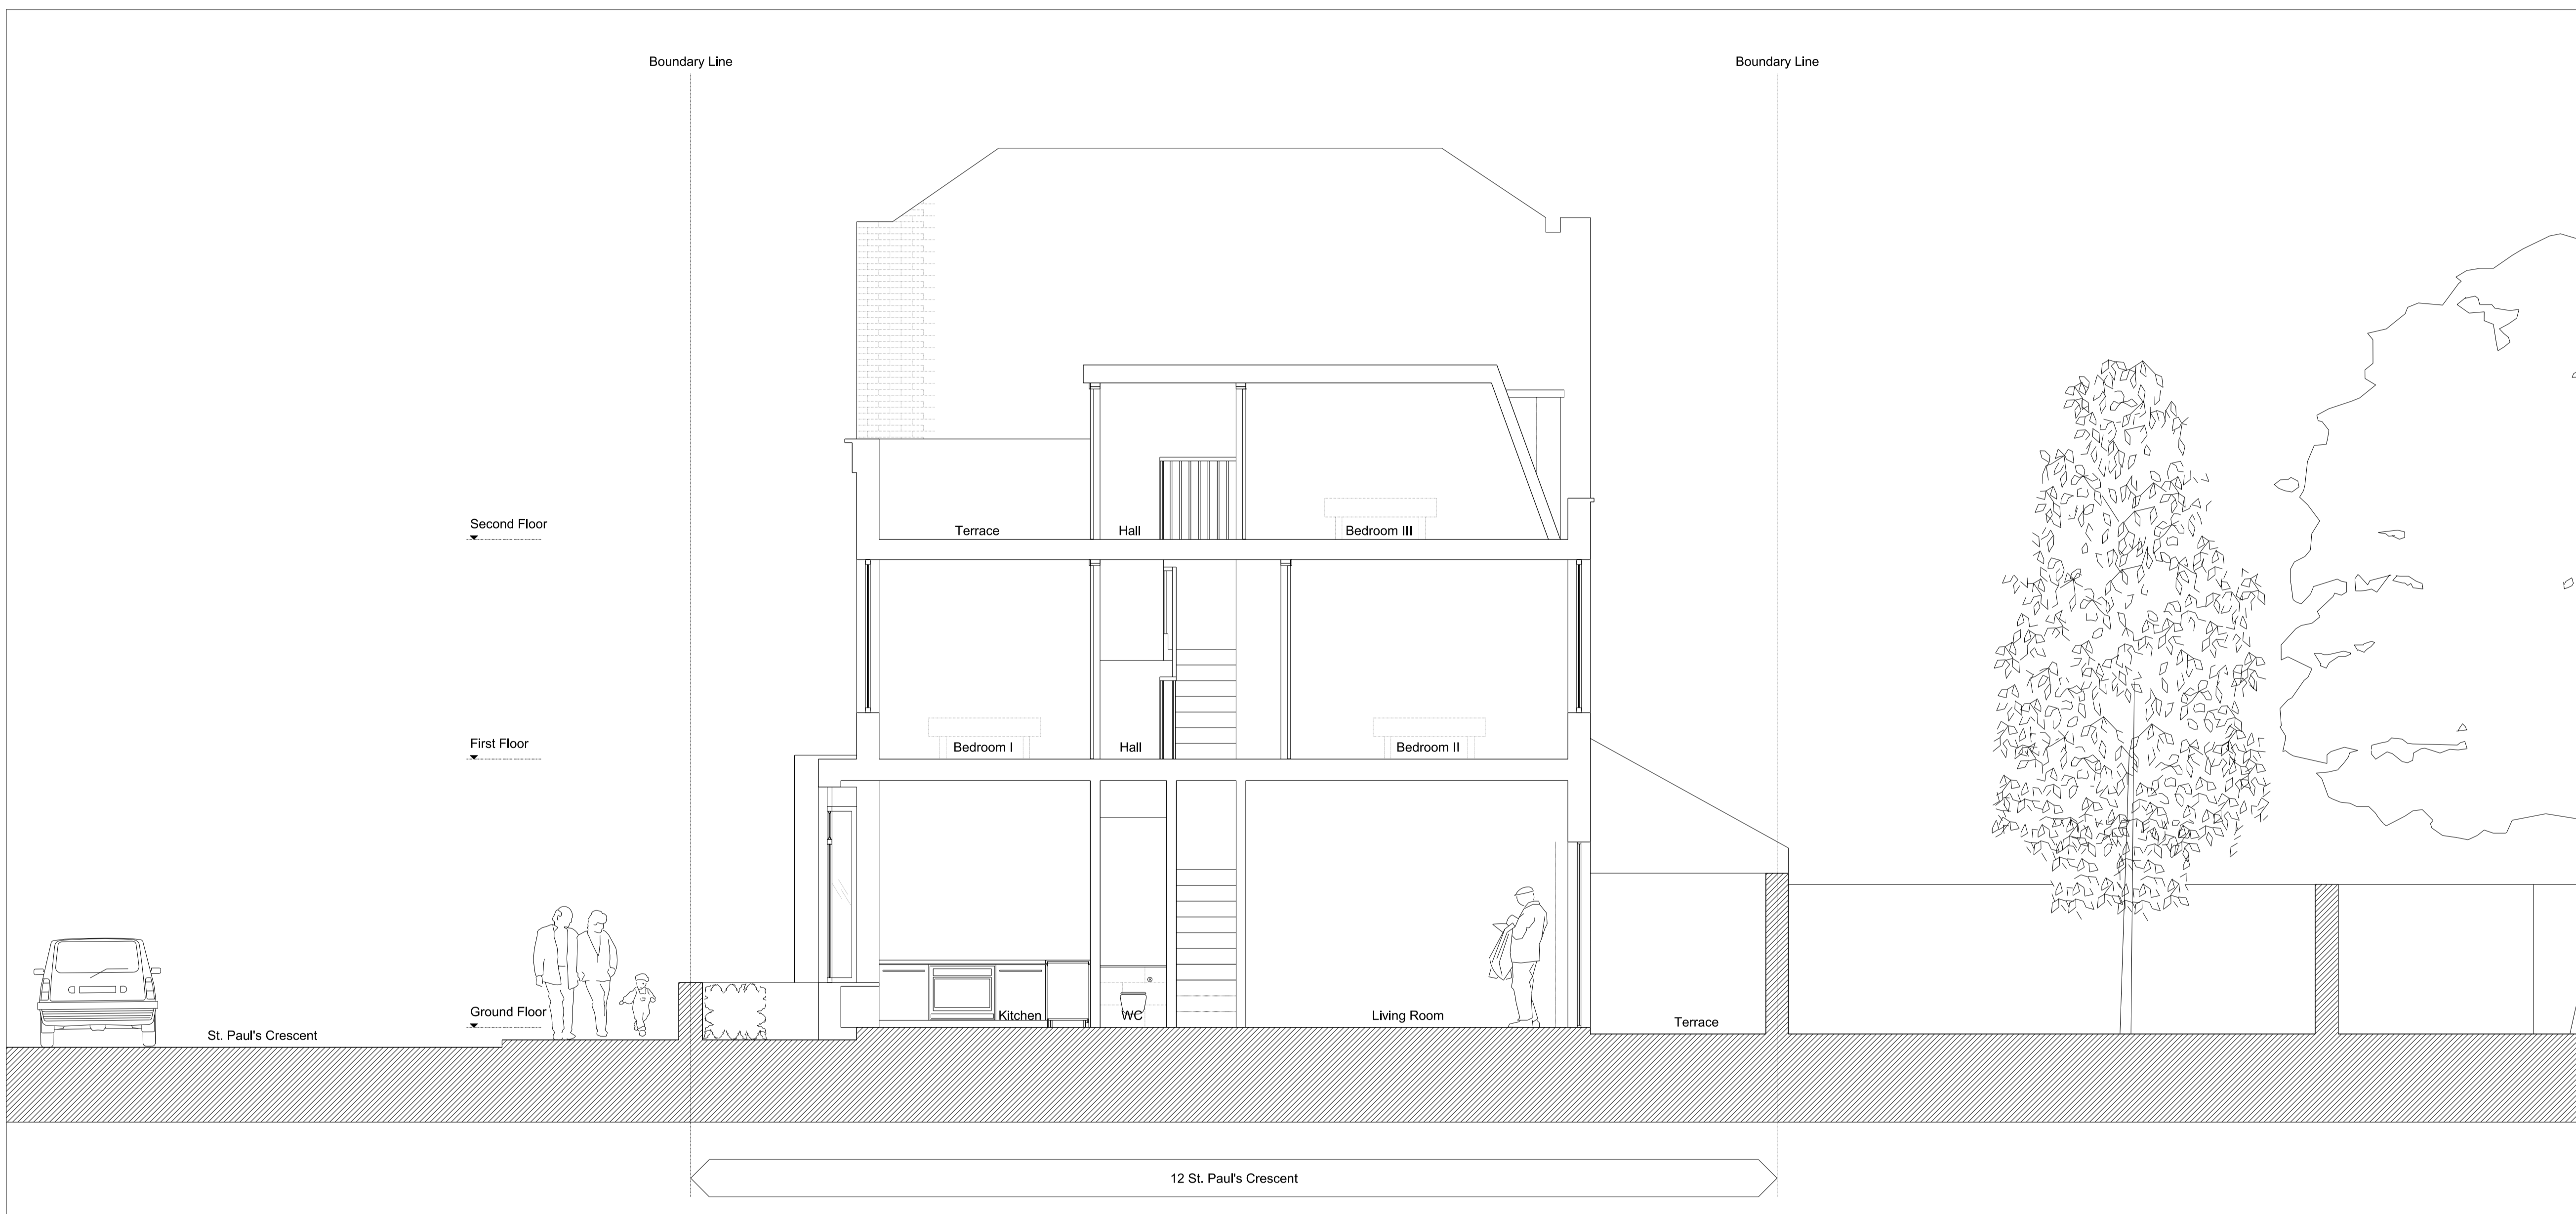 Boundary Line
Boundary Line
Second Floor
Terrace
Hall
Bedroom III
First Floor
Bedroom I
Hall
Bedroom II
Ground Floor
Kitchen
WC
Living Room
Terrace
St. Paul's Crescent
12 St. Paul's Crescent